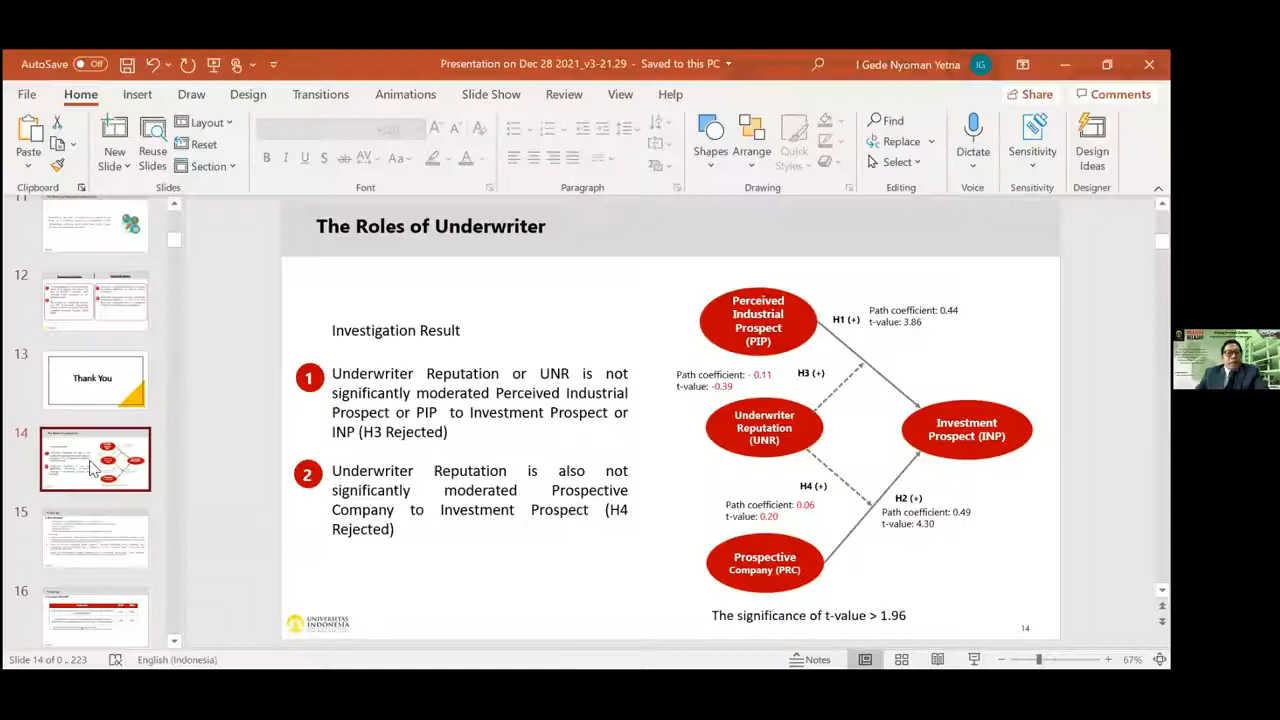 AutoSave Off
Presentation on Dec 28 2021_v3-21.29 - Saved to this PC
I Gede Nyoman Yetna
IG
File Home Insert Draw Design Transitions Animations Slide Show Review View Help
Share Comments
Paste
New
Slide
Reuse
Slides
Layout
Reset
Section
B I U S ab AV Aa
A
Shapes
Arrange
Quick
Styles
Find
Replace
Select
Dictate
Sensitivity
Design
Ideas
Clipboard Slides Font Paragraph Drawing Editing Voice Sensitivity Designer
12
13
Thank You
14
15
16
The Roles of Underwriter
Investigation Result
1
Underwriter Reputation or UNR is not
significantly moderated Perceived Industrial
Prospect or PIP to Investment Prospect or
INP (H3 Rejected)
2
Underwriter Reputation is also not
significantly moderated Prospective
Company to Investment Prospect (H4
Rejected)
Perceived
Industrial
Prospect
(PIP)
H1 (+)
Path coefficient: 0.44
t-value: 3.86
Path coefficient: - 0.11
t-value: -0.39
H3 (+)
Underwriter
Reputation
(UNR)
Investment
Prospect (INP)
H4 (+)
Path coefficient: 0.06
t-value: 0.20
H2 (+)
Path coefficient: 0.49
t-value: 4.30
Prospective
Company (PRC)
The significance of t-value > 1.96
UNIVERSITAS
INDONESIA
14
Slide 14 of 0 .. 223
English (Indonesia)
Notes
67%